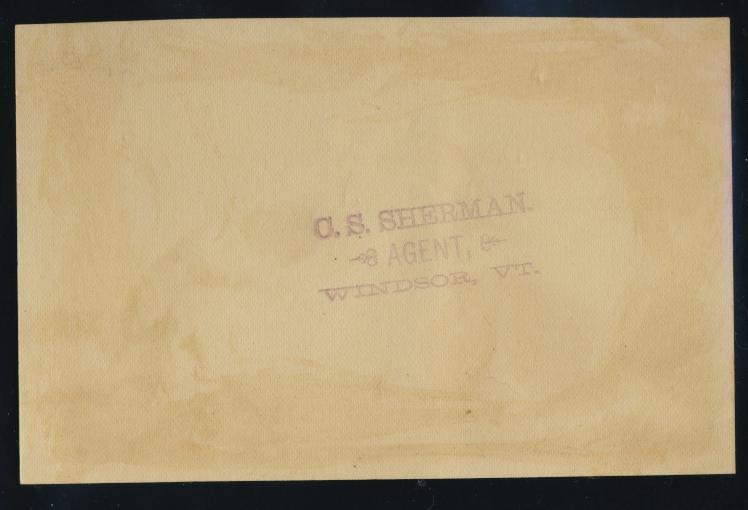 C. S. SHERMAN.
AGENT,
WINDSOR, VT.